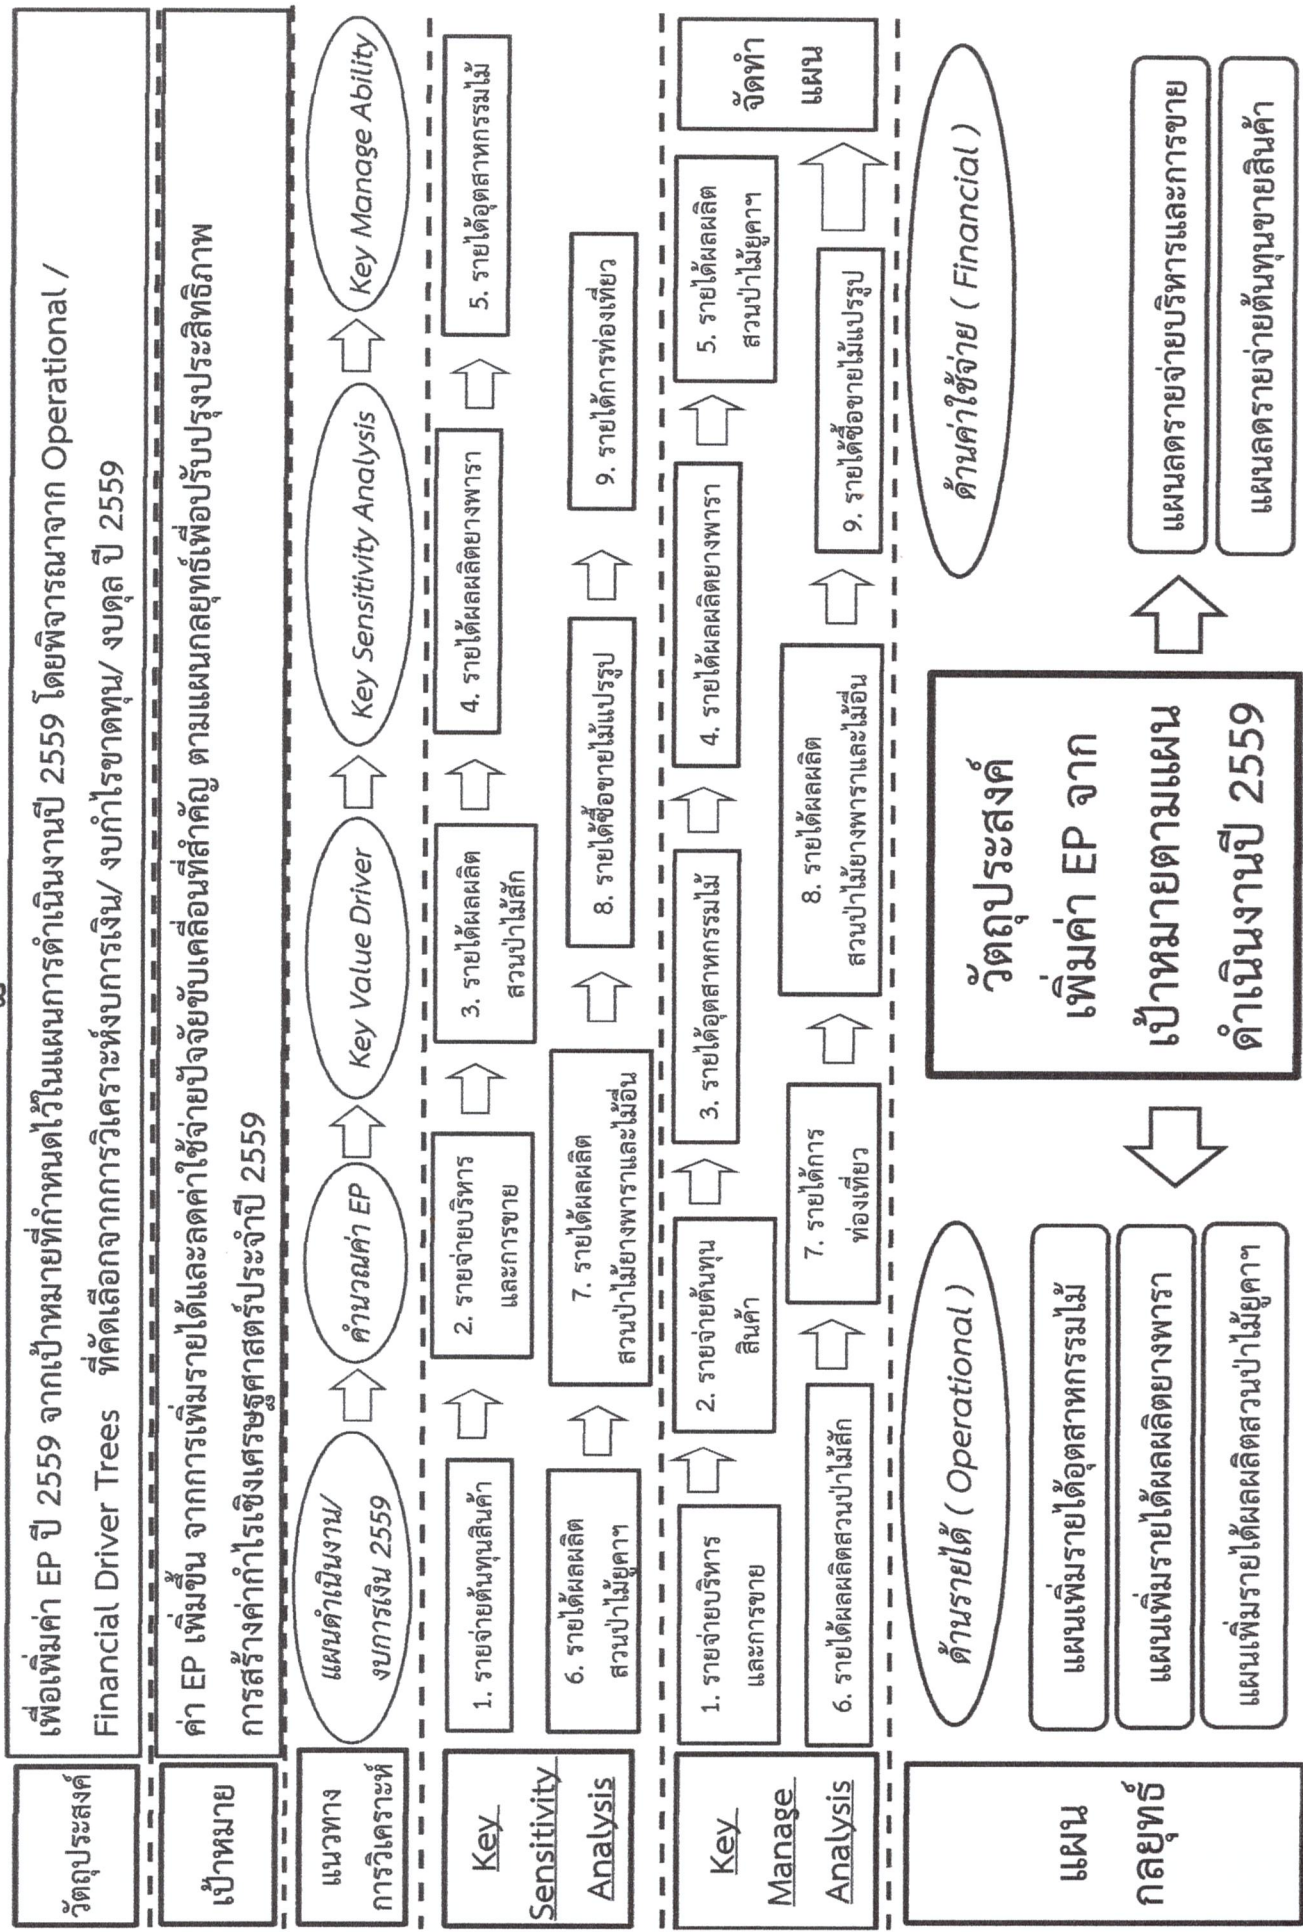 วัตถุประสงค์
เพื่อเพิ่มค่า EP ปี 2559 จากเป้าหมายที่กำหนดไว้ในแผนการดำเนินงานปี 2559 โดยพิจารณาจาก Operational /
Financial Driver Trees ที่คัดเลือกจากการวิเคราะห์งบการเงิน/ งบกำไรขาดทุน/ งบดุล ปี 2559
เป้าหมาย
ค่า EP เพิ่มขึ้น จากการเพิ่มรายได้และลดค่าใช้จ่ายปัจจัยขับเคลื่อนที่สำคัญ ตามแผนกลยุทธ์เพื่อปรับปรุงประสิทธิภาพ
การสร้างค่ากำไรเชิงเศรษฐศาสตร์ประจำปี 2559
แนวทาง
การวิเคราะห์
แผนดำเนินงาน/
งบการเงิน 2559
คำนวณค่า EP
Key Value Driver
Key Sensitivity Analysis
Key Manage Ability
Key
Sensitivity
Analysis
1. รายจ่ายต้นทุนสินค้า
2. รายจ่ายบริหาร
และการขาย
3. รายได้ผลผลิต
สวนป่าไม้สัก
4. รายได้ผลผลิตยางพารา
5. รายได้อุตสาหกรรมไม้
6. รายได้ผลผลิต
สวนป่าไม้ยูคาฯ
7. รายได้ผลผลิต
สวนป่าไม้ยางพาราและไม้อื่น
8. รายได้ซื้อขายไม้แปรรูป
9. รายได้การท่องเที่ยว
Key
Manage
Analysis
1. รายจ่ายบริหาร
และการขาย
2. รายจ่ายต้นทุน
สินค้า
3. รายได้อุตสาหกรรมไม้
4. รายได้ผลผลิตยางพารา
5. รายได้ผลผลิต
สวนป่าไม้ยูคาฯ
6. รายได้ผลผลิตสวนป่าไม้สัก
7. รายได้การ
ท่องเที่ยว
8. รายได้ผลผลิต
สวนป่าไม้ยางพาราและไม้อื่น
9. รายได้ซื้อขายไม้แปรรูป
จัดทำ
แผน
แผน
กลยุทธ์
ด้านรายได้ ( Operational )
แผนเพิ่มรายได้อุตสาหกรรมไม้
แผนเพิ่มรายได้ผลผลิตยางพารา
แผนเพิ่มรายได้ผลผลิตสวนป่าไม้ยูคาฯ
วัตถุประสงค์
เพิ่มค่า EP จาก
เป้าหมายตามแผน
ดำเนินงานปี 2559
ด้านค่าใช้จ่าย ( Financial )
แผนลดรายจ่ายบริหารและการขาย
แผนลดรายจ่ายต้นทุนขายสินค้า